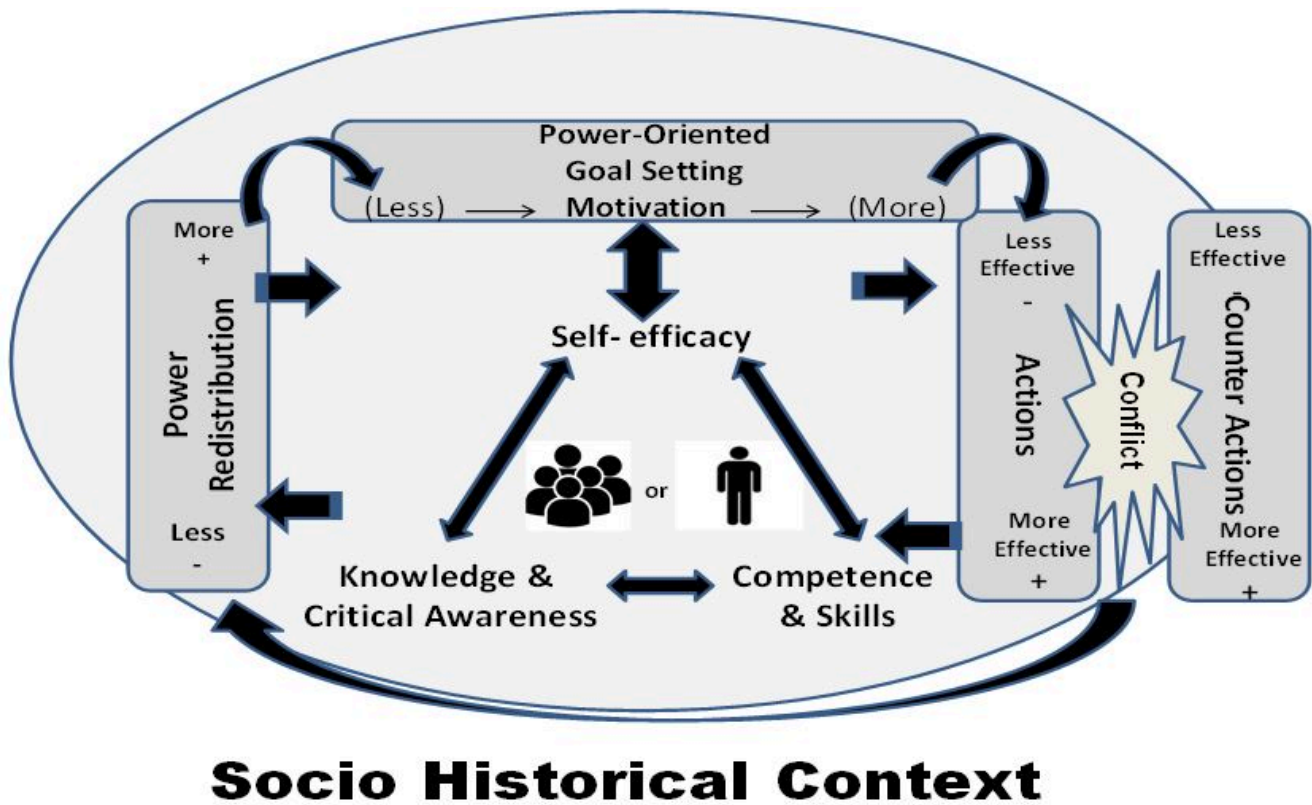 Power-Oriented
Goal Setting
(Less) Motivation (More)
More
+
Power
Redistribution
Less
-
Self- efficacy
or
Knowledge &
Critical Awareness
Competence
& Skills
Less
Effective
-
Actions
More
Effective
+
Conflict
Less
Effective
-
Counter Actions
More
Effective
+
Socio Historical Context